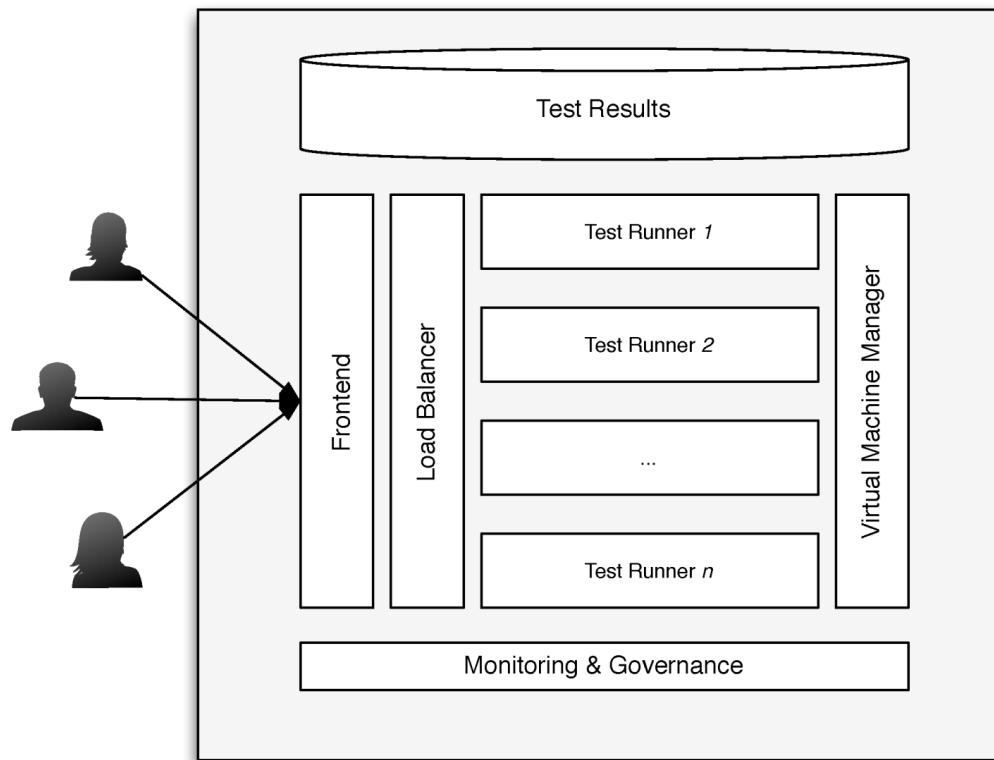 Test Results
Frontend
Load Balancer
Test Runner 1
Test Runner 2
...
Test Runner n
Virtual Machine Manager
Monitoring & Governance